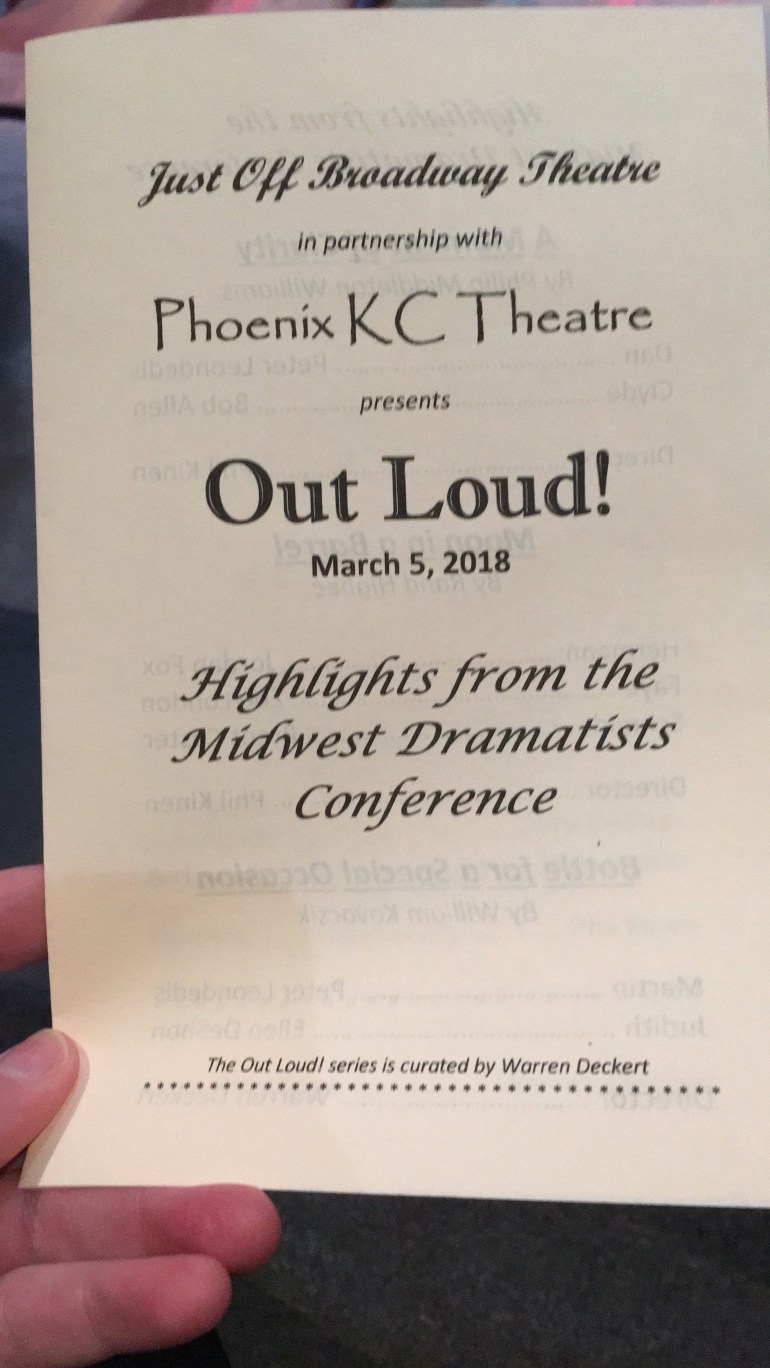 Just Off Broadway Theatre
in partnership with
Phoenix KC Theatre
presents
Out Loud!
March 5, 2018
Highlights from the
Midwest Dramatists
Conference
The Out Loud! series is curated by Warren Deckert
****************************************